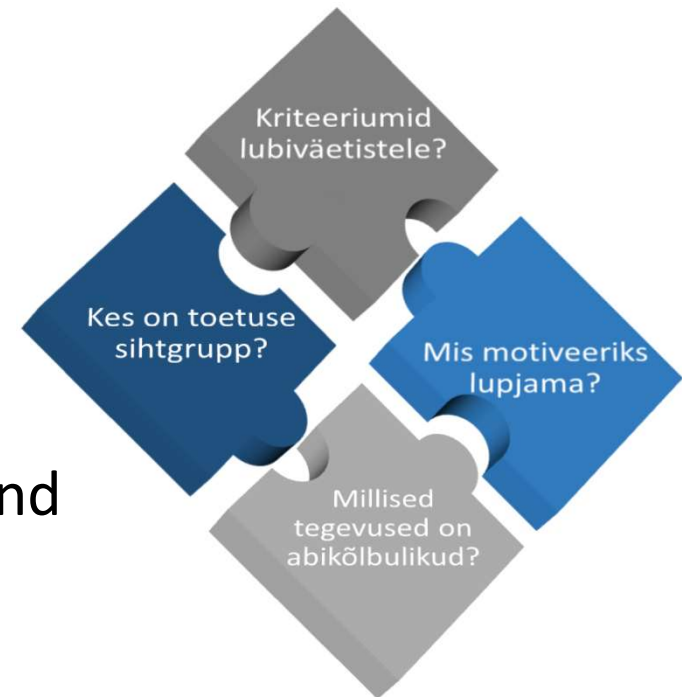 Kriteeriumid
lubiväetistele?
Kes on toetuse
sihtgrupp?
Mis motiveeriks
lupjama?
nd
Millised
tegevused on
abikõlbulikud?